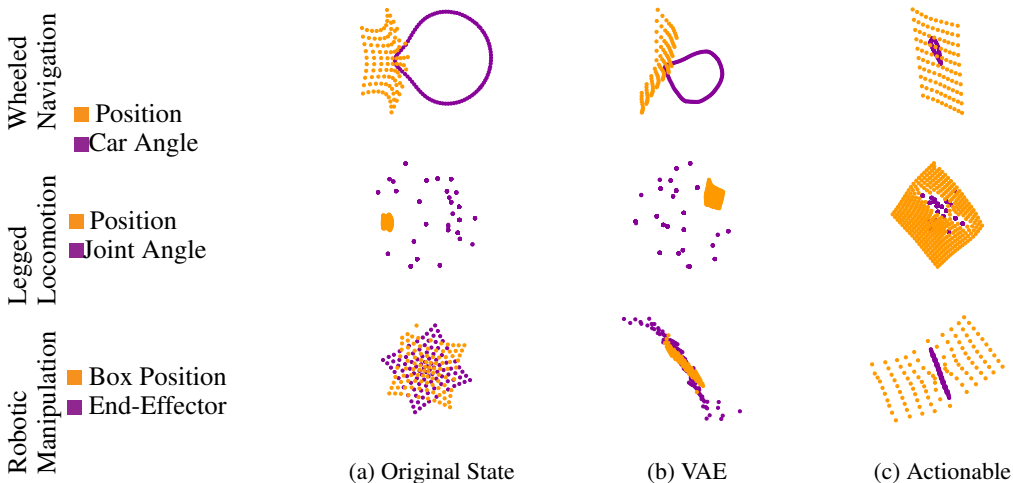 Wheeled
Navigation
Position
Car Angle
Legged
Locomotion
Position
Joint Angle
Robotic
Manipulation
Box Position
End-Effector
(a) Original State
(b) VAE
(c) Actionable